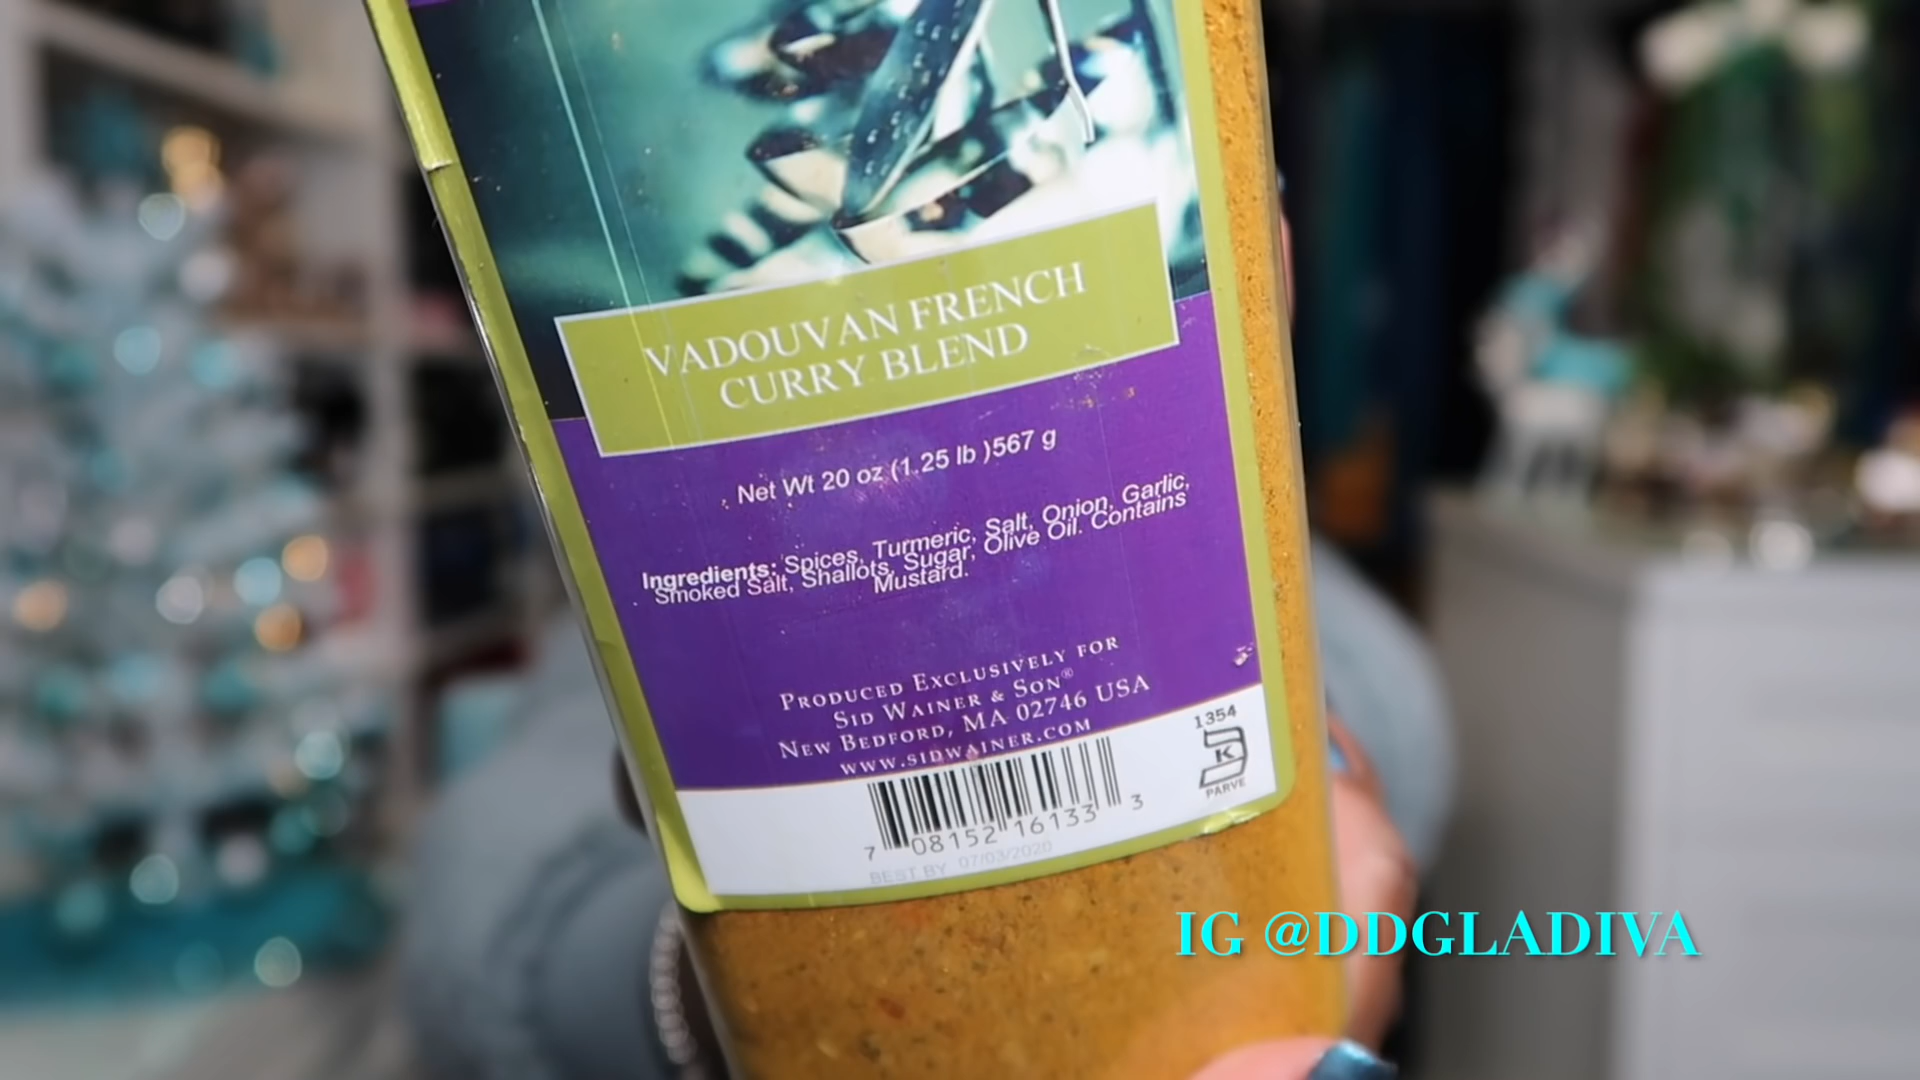 VADOUVAN FRENCH
CURRY BLEND
Net Wt 20 oz (1.25 lb )567 g
Ingredients: Spices, Turmeric, Salt, Onion, Garlic,
Smoked Salt, Shallots, Sugar, Olive Oil. Contains
Mustard.
PRODUCED EXCLUSIVELY FOR
SID WAINER & SON®
NEW BEDFORD, MA 02746 USA
WWW.SIDWAINER.COM
1354
K
PARVE
7 08152 16133 3
BEST BY 07/03/2020
IG @DDGLADIVA